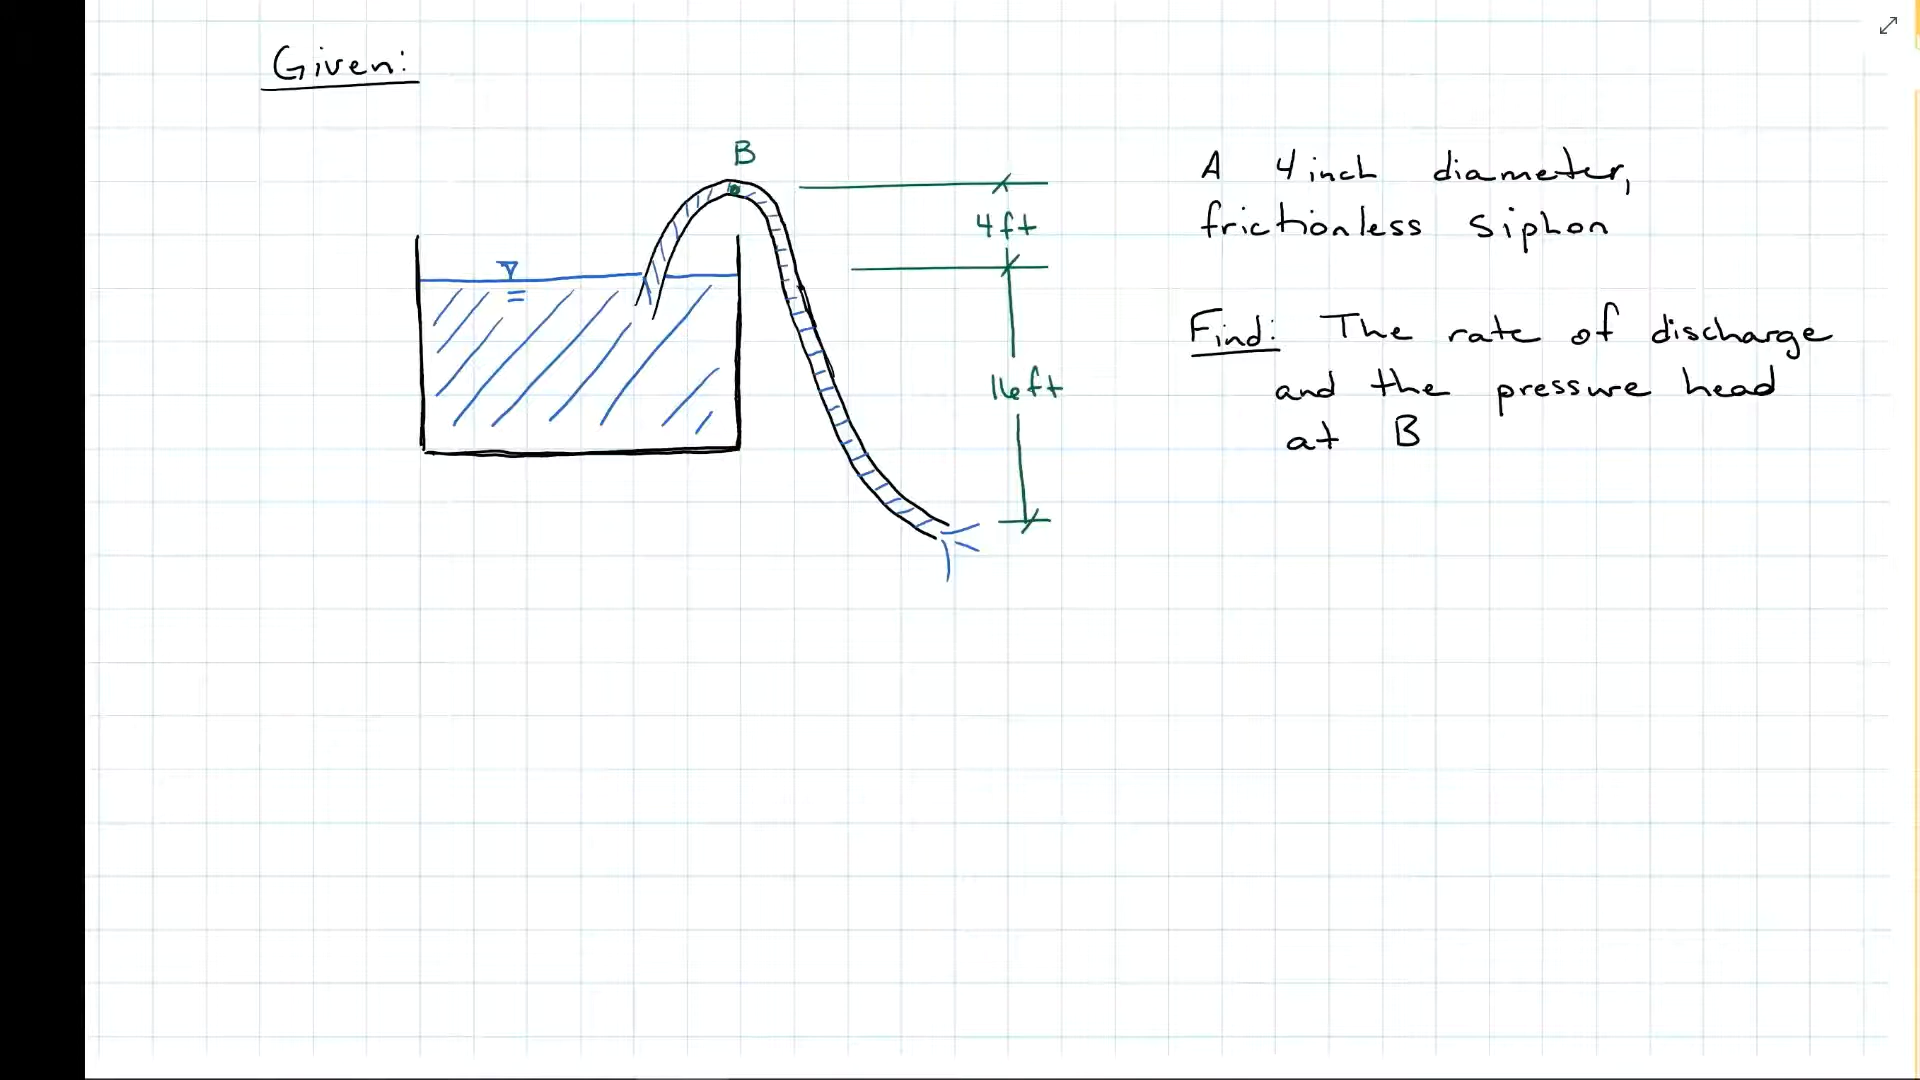 Given:
B
4ft
16ft
A 4 inch diameter,
frictionless siphon
Find: The rate of discharge
and the pressure head
at B